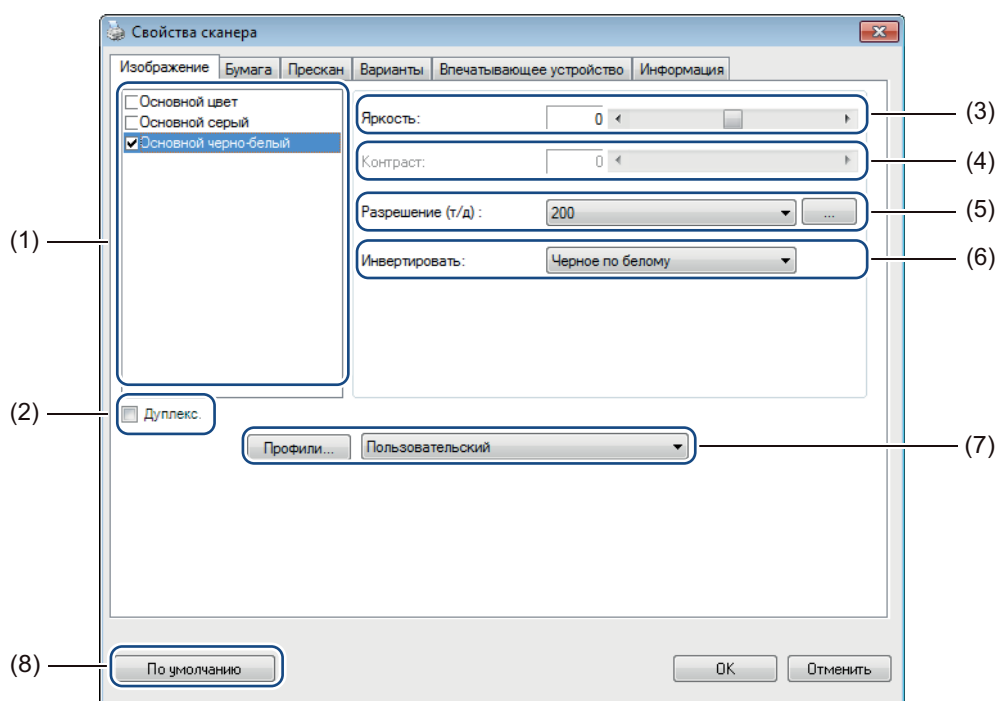 Свойства сканера
Изображение Бумага Прескан Варианты Впечатывающее устройство Информация
Основной цвет
Основной серый
Основной черно-белый
Яркость: 0
(3)
Контраст: 0
(4)
Разрешение (т/д) : 200 ...
(5)
(1)
Инвертировать: Черное по белому
(6)
(2)
Дуплекс.
Профили... Пользовательский
(7)
(8)
По умолчанию OK Отменить